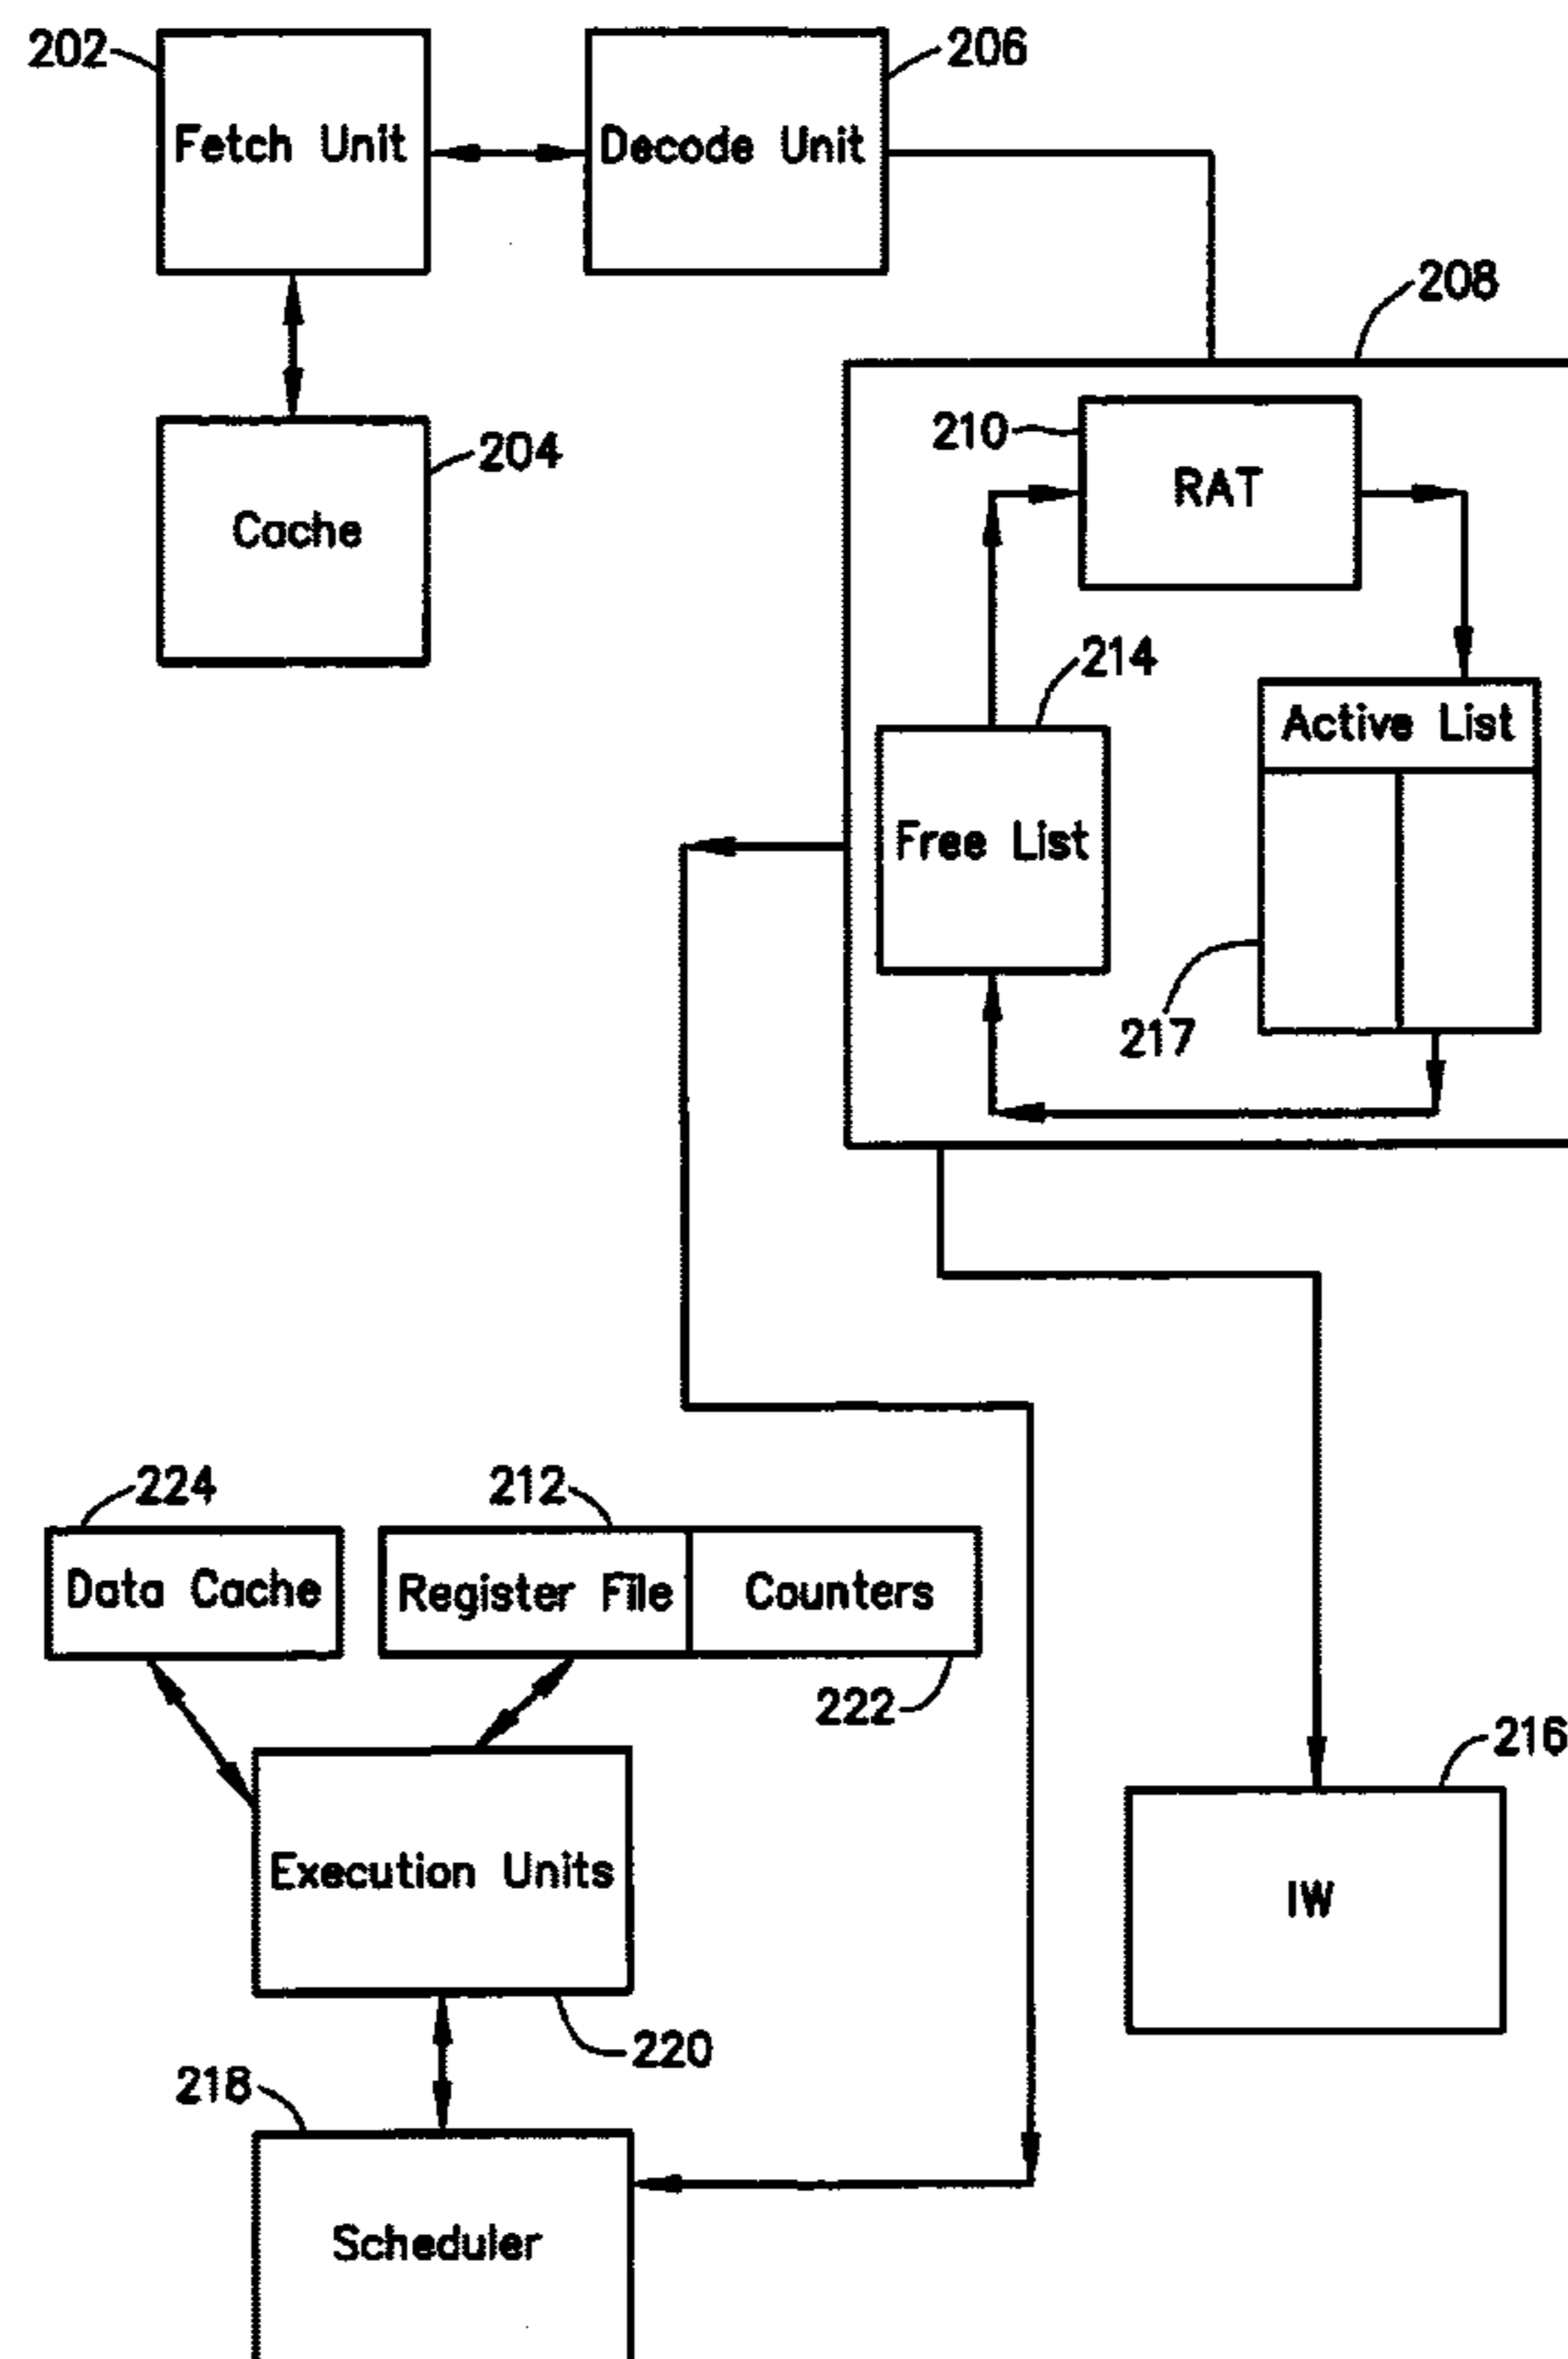 202
206
Fetch Unit
Decode Unit
208
210
RAT
204
Cache
214
Active List
Free List
217
224
212
Data Cache
Register File
Counters
222
216
Execution Units
IW
220
218
Scheduler